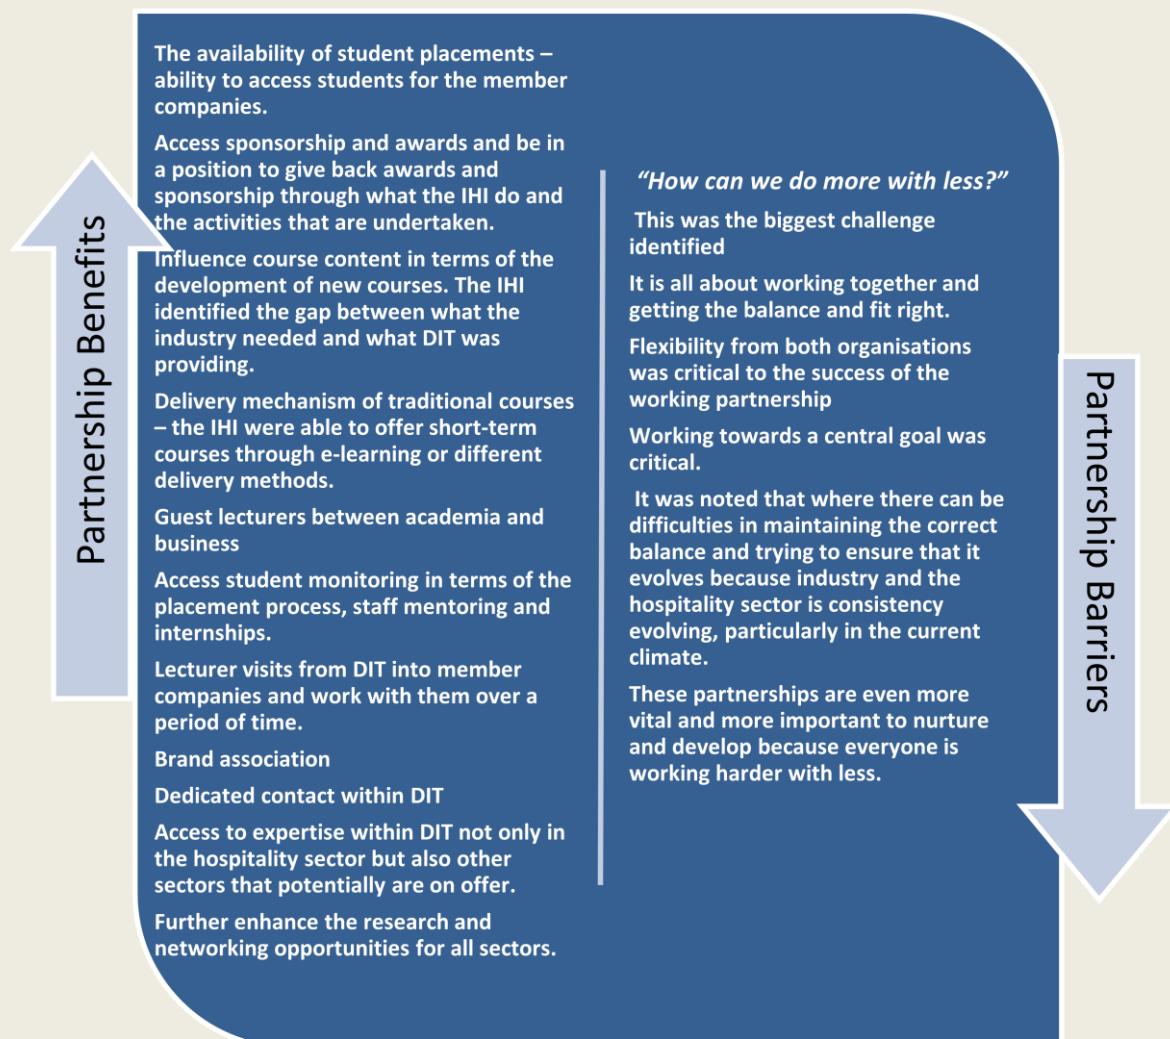 Partnership Benefits
The availability of student placements –
ability to access students for the member
companies.
Access sponsorship and awards and be in
a position to give back awards and
sponsorship through what the IHI do and
the activities that are undertaken.
Influence course content in terms of the
development of new courses. The IHI
identified the gap between what the
industry needed and what DIT was
providing.
Delivery mechanism of traditional courses
– the IHI were able to offer short-term
courses through e-learning or different
delivery methods.
Guest lecturers between academia and
business
Access student monitoring in terms of the
placement process, staff mentoring and
internships.
Lecturer visits from DIT into member
companies and work with them over a
period of time.
Brand association
Dedicated contact within DIT
Access to expertise within DIT not only in
the hospitality sector but also other
sectors that potentially are on offer.
Further enhance the research and
networking opportunities for all sectors.
“How can we do more with less?”
This was the biggest challenge
identified
It is all about working together and
getting the balance and fit right.
Flexibility from both organisations
was critical to the success of the
working partnership
Working towards a central goal was
critical.
It was noted that where there can be
difficulties in maintaining the correct
balance and trying to ensure that it
evolves because industry and the
hospitality sector is consistency
evolving, particularly in the current
climate.
These partnerships are even more
vital and more important to nurture
and develop because everyone is
working harder with less.
Partnership Barriers